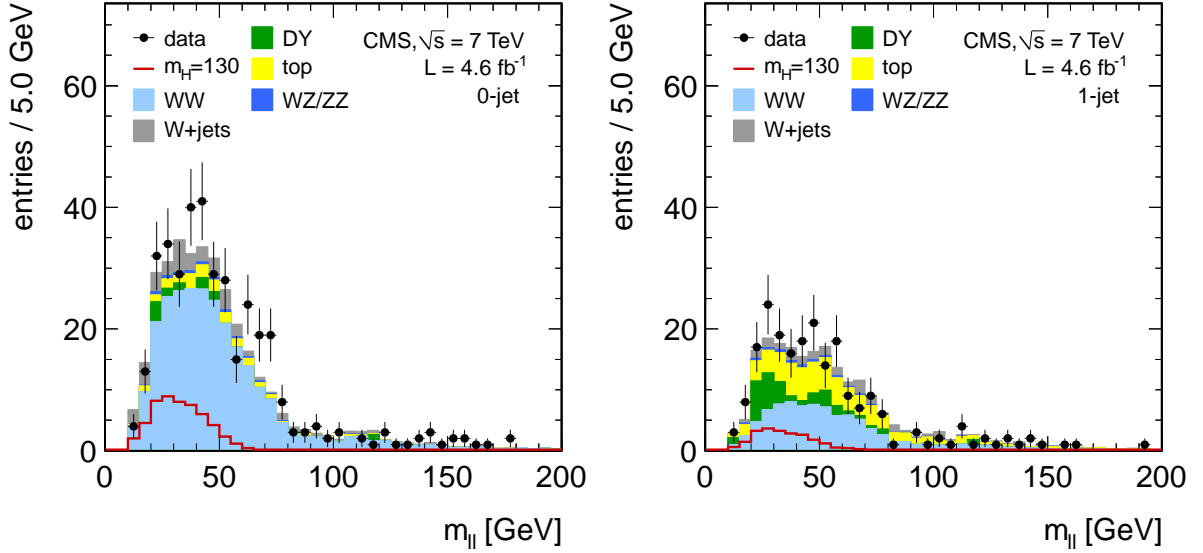 entries / 5.0 GeV
60
40
20
0
data
m_H=130
WW
W+jets
DY
top
WZ/ZZ
CMS, √s = 7 TeV
L = 4.6 fb⁻¹
0-jet
0 50 100 150 200
m_ll [GeV]
entries / 5.0 GeV
60
40
20
0
data
m_H=130
WW
W+jets
DY
top
WZ/ZZ
CMS, √s = 7 TeV
L = 4.6 fb⁻¹
1-jet
0 50 100 150 200
m_ll [GeV]